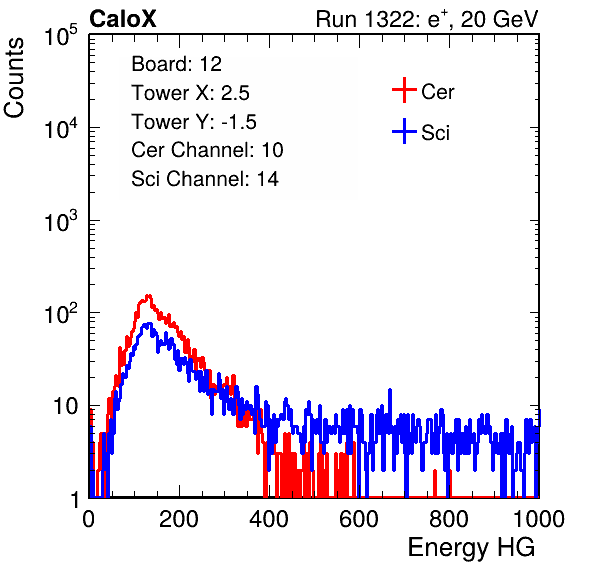 CaloX Run 1322: e⁺, 20 GeV
Counts
10⁵
10⁴
10³
10²
10
1
Board: 12
Tower X: 2.5
Tower Y: -1.5
Cer Channel: 10
Sci Channel: 14
Cer
Sci
0 200 400 600 800 1000
Energy HG